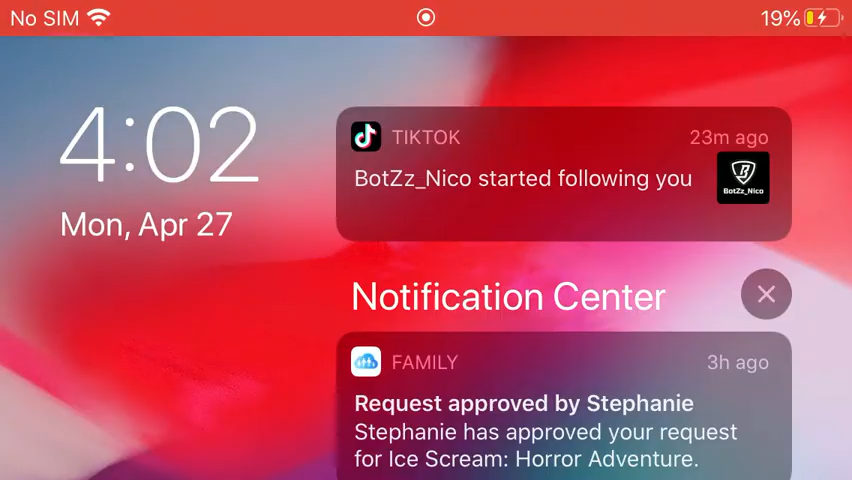 No SIM
19%
4:02
Mon, Apr 27
TIKTOK
23m ago
BotZz_Nico started following you
BotZz_Nico
Notification Center
FAMILY
3h ago
Request approved by Stephanie
Stephanie has approved your request
for Ice Scream: Horror Adventure.